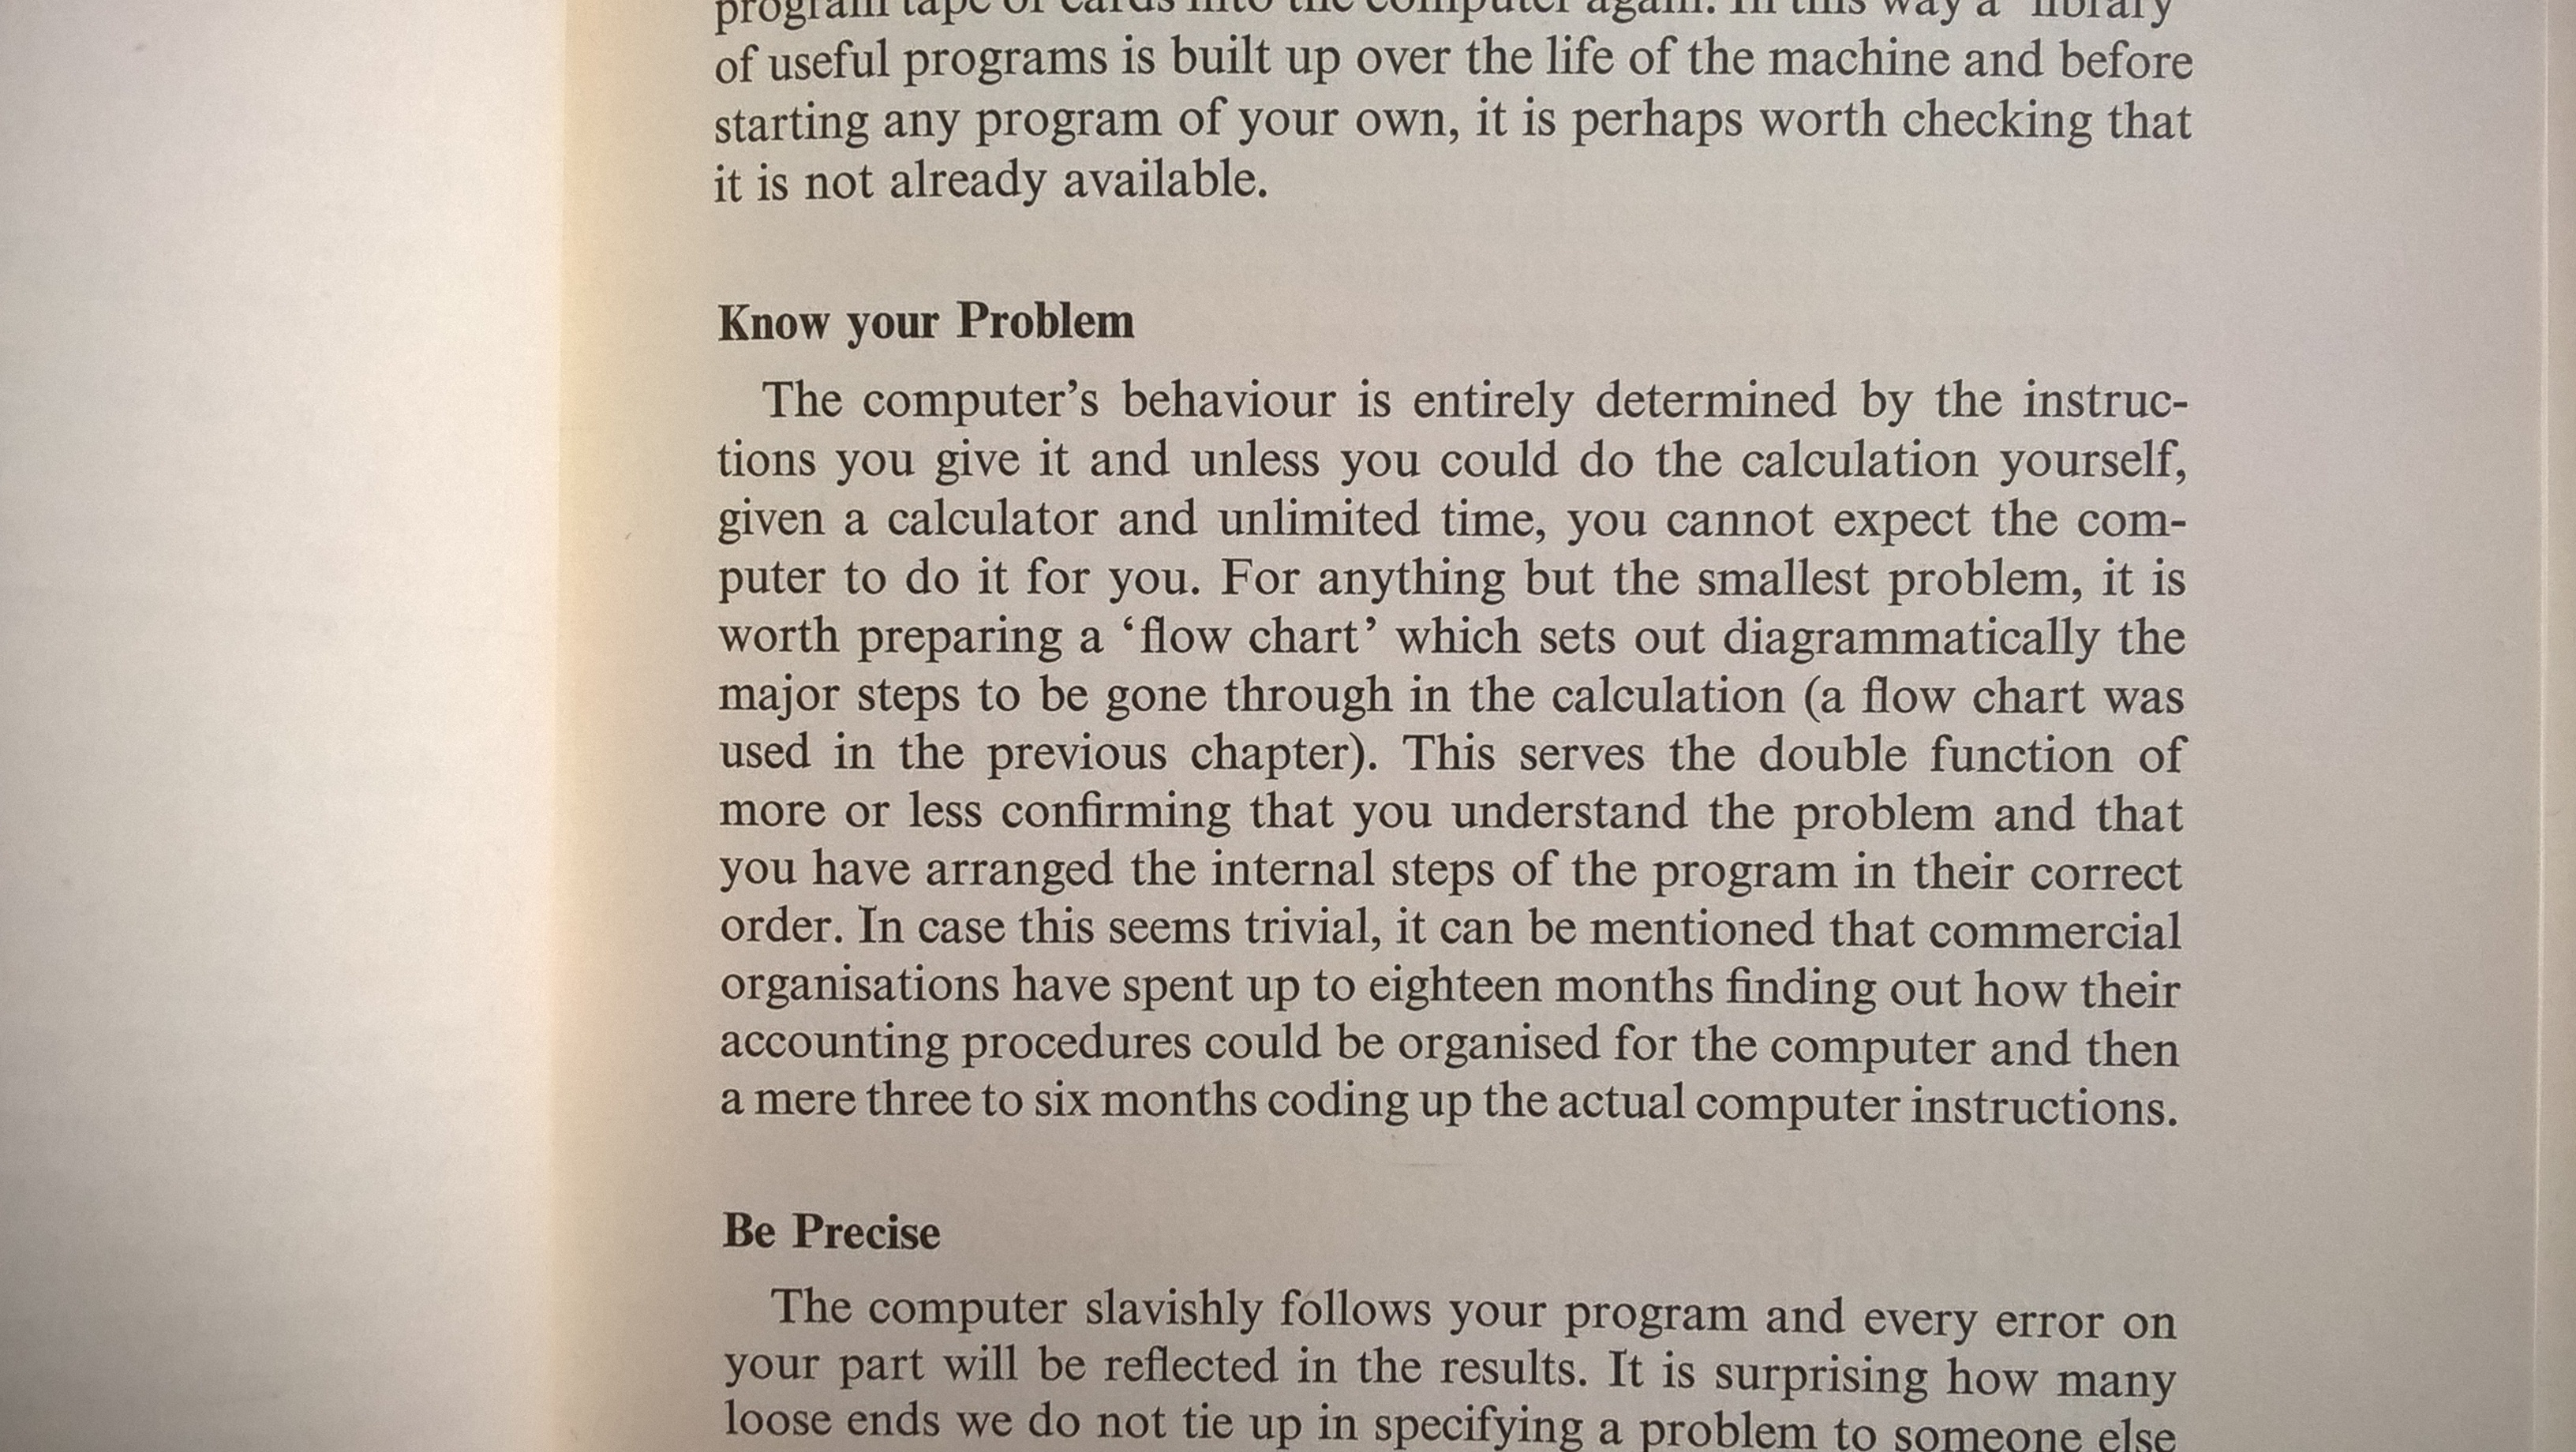 program tape or cards into the computer again. In this way a 'library'
of useful programs is built up over the life of the machine and before
starting any program of your own, it is perhaps worth checking that
it is not already available.
Know your Problem
The computer's behaviour is entirely determined by the instruc-
tions you give it and unless you could do the calculation yourself,
given a calculator and unlimited time, you cannot expect the com-
puter to do it for you. For anything but the smallest problem, it is
worth preparing a ‘flow chart’ which sets out diagrammatically the
major steps to be gone through in the calculation (a flow chart was
used in the previous chapter). This serves the double function of
more or less confirming that you understand the problem and that
you have arranged the internal steps of the program in their correct
order. In case this seems trivial, it can be mentioned that commercial
organisations have spent up to eighteen months finding out how their
accounting procedures could be organised for the computer and then
a mere three to six months coding up the actual computer instructions.
Be Precise
The computer slavishly follows your program and every error on
your part will be reflected in the results. It is surprising how many
loose ends we do not tie up in specifying a problem to someone else